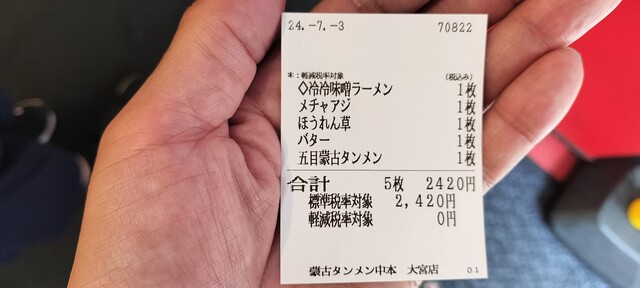 24.-7.-3 70822
*:軽減税率対象 (税込み)
◇冷冷味噌ラーメン 1枚
メチャアジ 1枚
ほうれん草 1枚
バター 1枚
五目蒙古タンメン 1枚
合計 5枚 2420円
標準税率対象 2,420円
軽減税率対象 0円
蒙古タンメン中本 大宮店 01